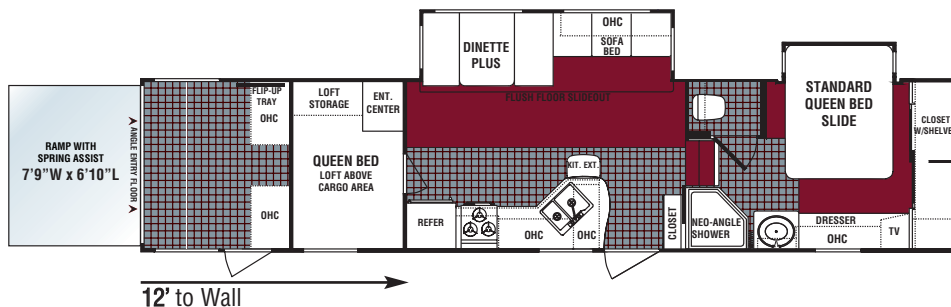 RAMP WITH
SPRING ASSIST
7'9"W x 6'10"L
ANGLE ENTRY FLOOR
FLIP-UP
TRAY
OHC
OHC
LOFT
STORAGE
ENT.
CENTER
QUEEN BED
LOFT ABOVE
CARGO AREA
DINETTE
PLUS
OHC
SOFA
BED
FLUSH FLOOR SLIDEOUT
KIT. EXT.
REFER
OHC
OHC
CLOSET
NEO-ANGLE
SHOWER
STANDARD
QUEEN BED
SLIDE
CLOSET
W/SHELVE
DRESSER
OHC
TV
12' to Wall